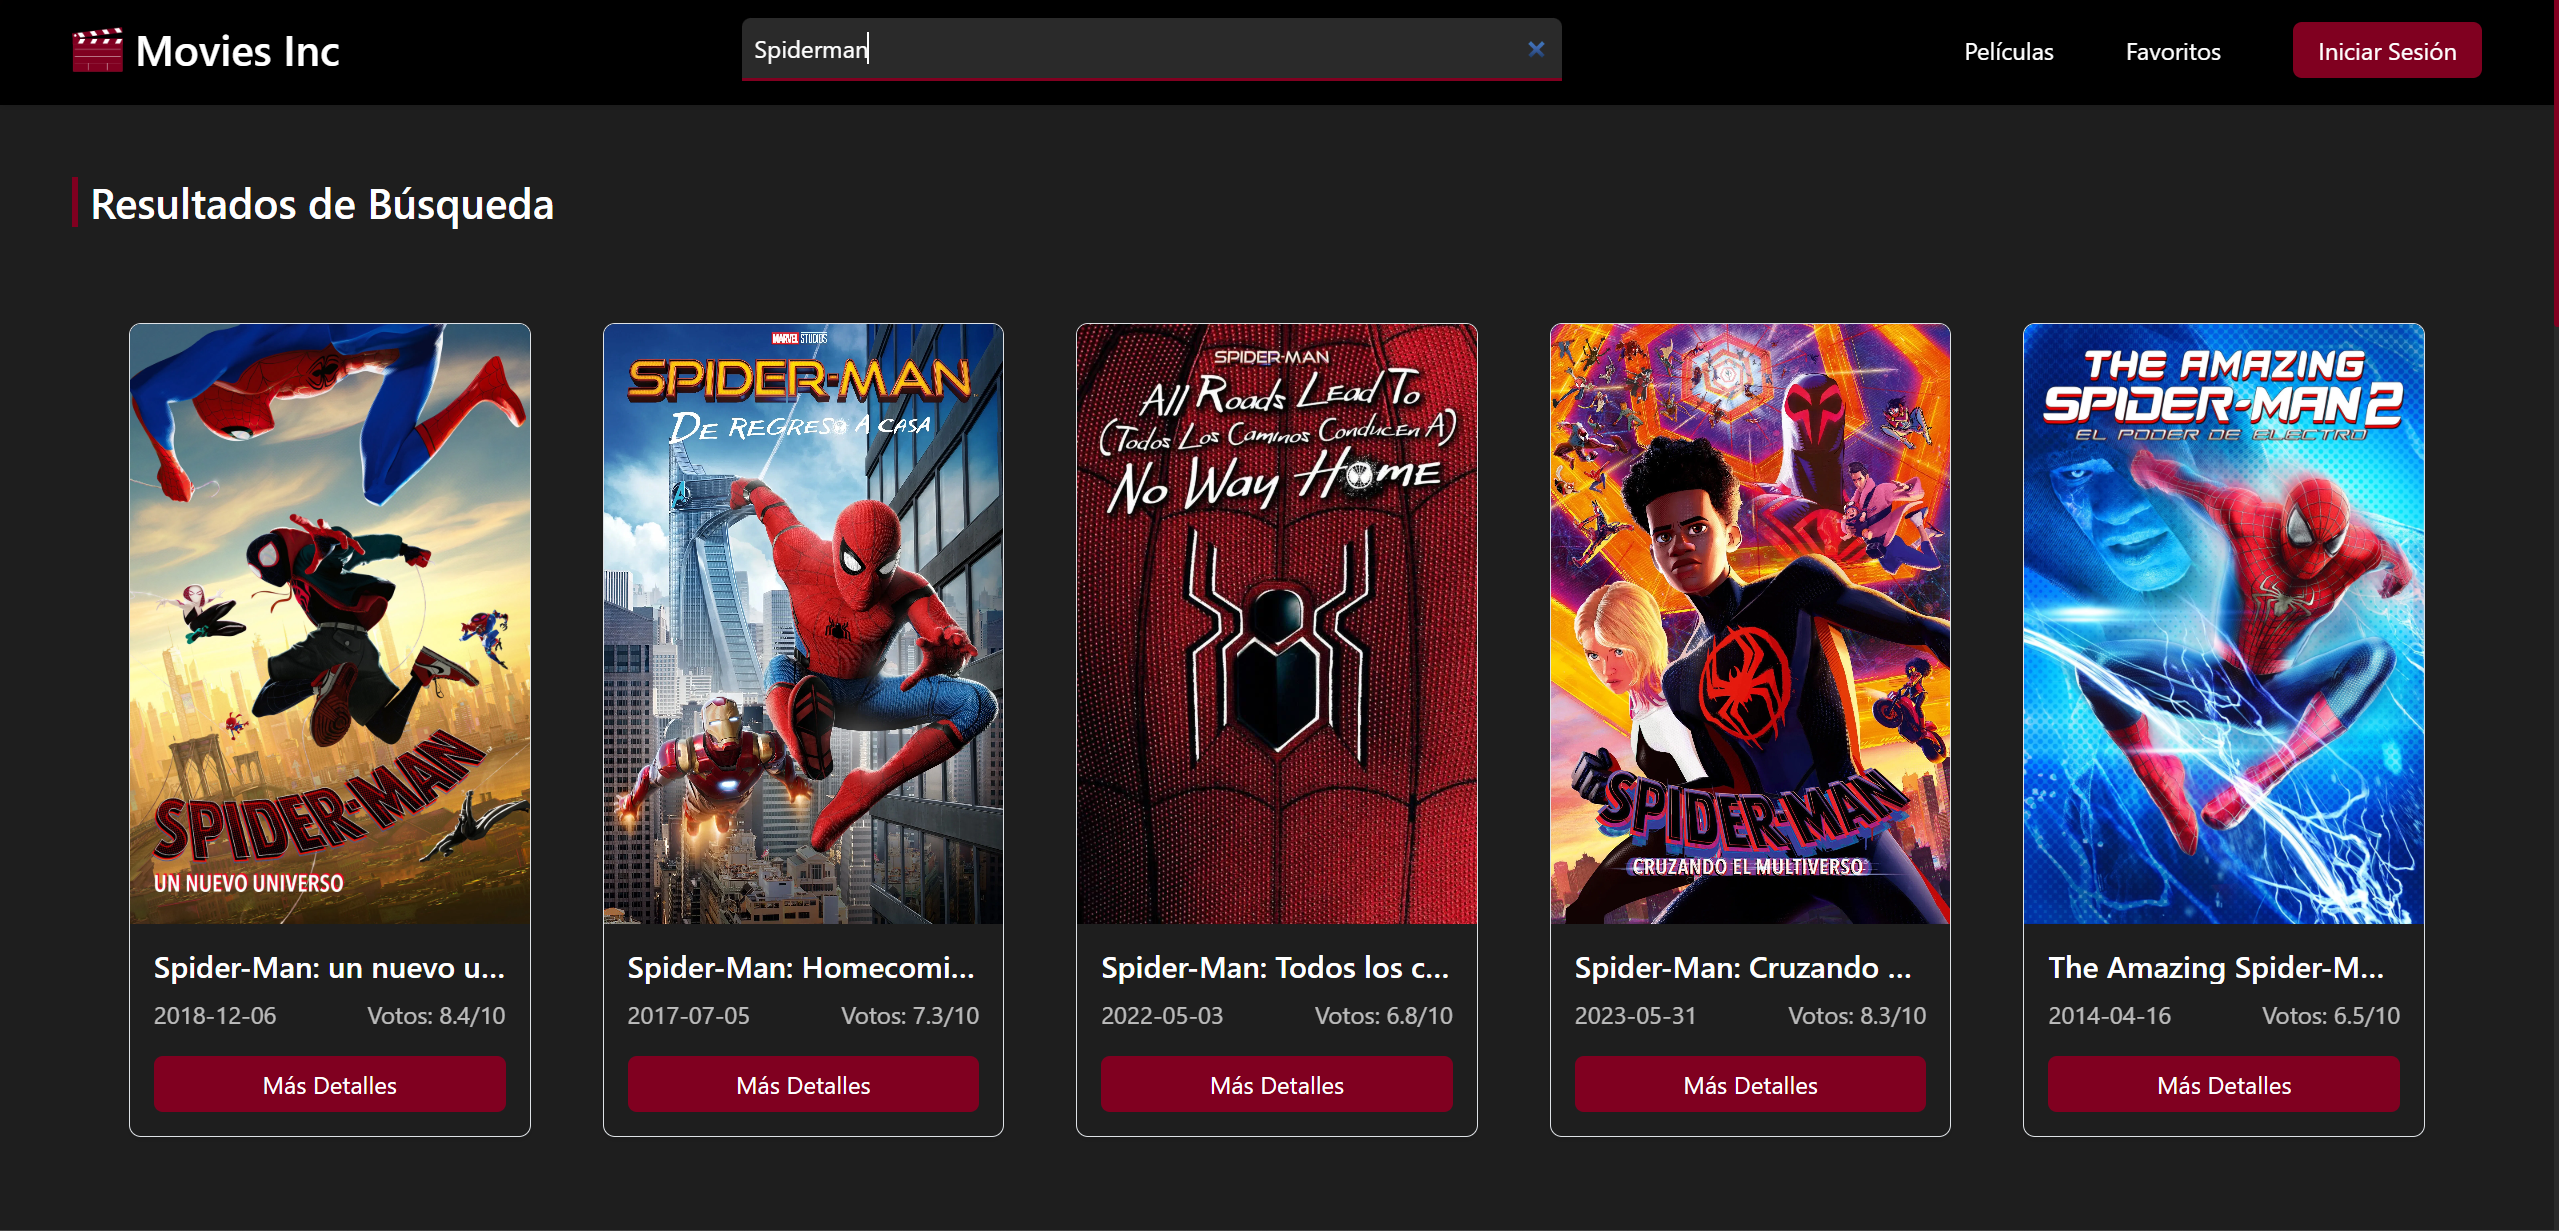 Movies Inc
Spiderman
Películas
Favoritos
Iniciar Sesión
Resultados de Búsqueda
SPIDER-MAN
UN NUEVO UNIVERSO
Spider-Man: un nuevo u...
2018-12-06
Votos: 8.4/10
Más Detalles
MARVEL STUDIOS
SPIDER-MAN
DE REGRESO A CASA
Spider-Man: Homecomi...
2017-07-05
Votos: 7.3/10
Más Detalles
SPIDER-MAN
All Roads Lead To
(Todos Los Caminos Conducen A)
No Way Home
Spider-Man: Todos los c...
2022-05-03
Votos: 6.8/10
Más Detalles
SPIDER-MAN
CRUZANDO EL MULTIVERSO
Spider-Man: Cruzando ...
2023-05-31
Votos: 8.3/10
Más Detalles
THE AMAZING
SPIDER-MAN 2
EL PODER DE ELECTRO
The Amazing Spider-M...
2014-04-16
Votos: 6.5/10
Más Detalles